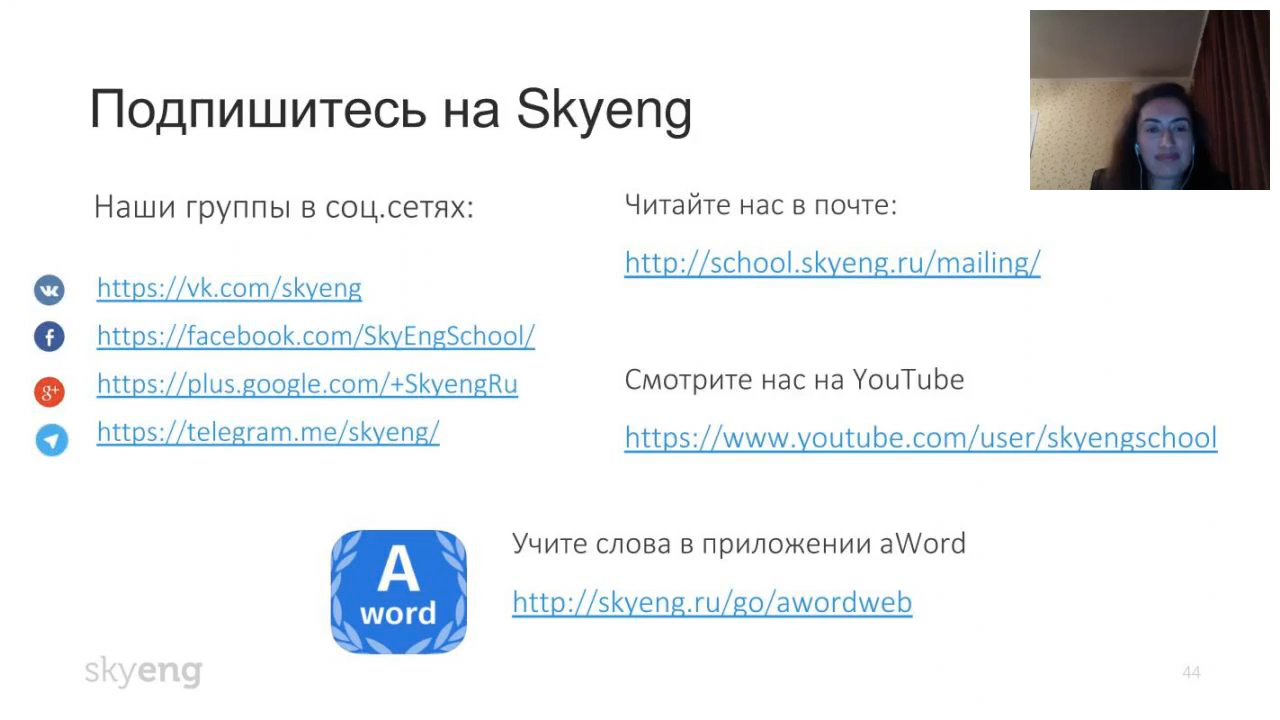 Подпишитесь на Skyeng
Наши группы в соц.сетях:
https://vk.com/skyeng
https://facebook.com/SkyEngSchool/
https://plus.google.com/+SkyengRu
https://telegram.me/skyeng/
Читайте нас в почте:
http://school.skyeng.ru/mailing/
Смотрите нас на YouTube
https://www.youtube.com/user/skyengschool
A
word
Учите слова в приложении aWord
http://skyeng.ru/go/awordweb
skyeng
44